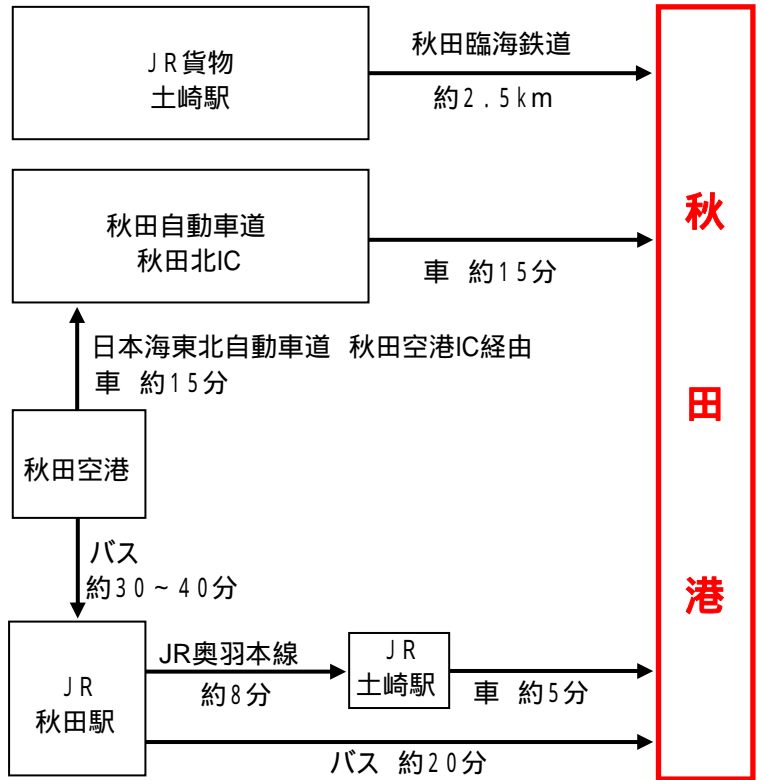 JR貨物
土崎駅
秋田臨海鉄道
約2.5km
秋田自動車道
秋田北IC
車 約15分
日本海東北自動車道 秋田空港IC経由
車 約15分
秋田空港
バス
約30~40分
JR
秋田駅
JR奥羽本線
約8分
JR
土崎駅
車 約5分
バス 約20分
秋
田
港